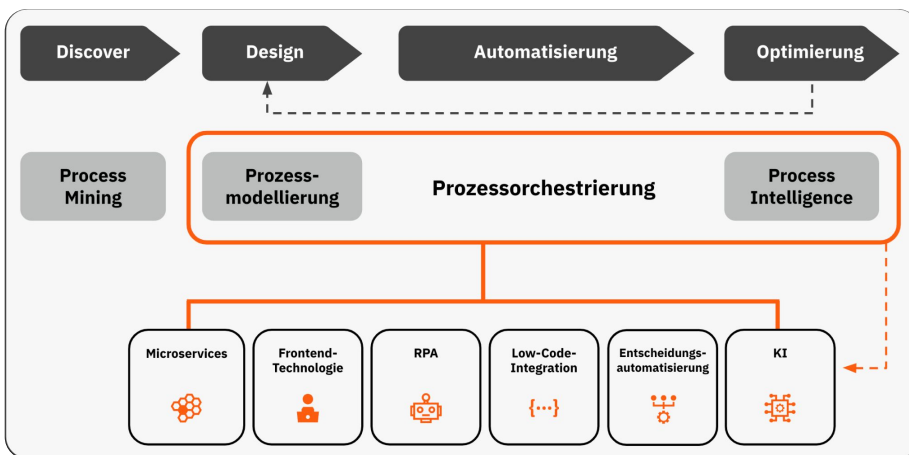 Discover
Design
Automatisierung
Optimierung
Process
Mining
Prozess-
modellierung
Prozessorchestrierung
Process
Intelligence
Microservices
Frontend-
Technologie
RPA
Low-Code-
Integration
Entscheidungs-
automatisierung
KI
{...}